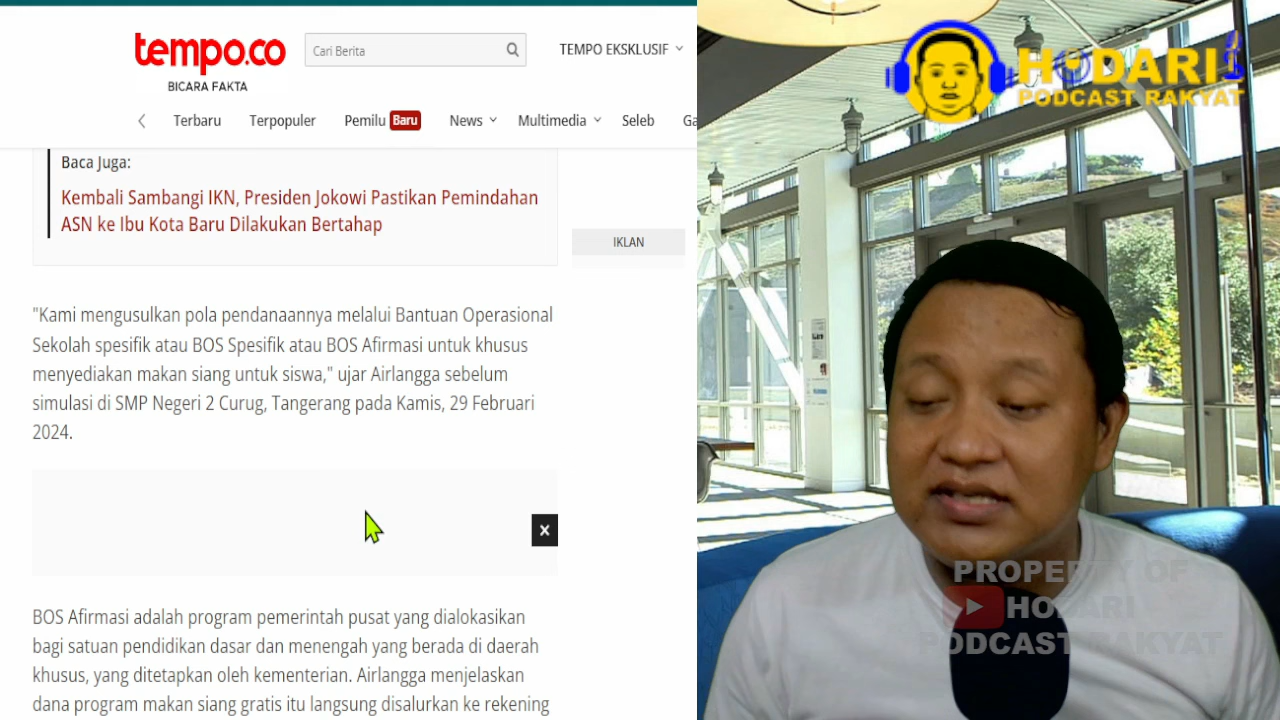 tempo.co
BICARA FAKTA
Cari Berita
TEMPO EKSKLUSIF
Terbaru
Terpopuler
Pemilu Baru
News
Multimedia
Seleb
Ga
Baca Juga:
Kembali Sambangi IKN, Presiden Jokowi Pastikan Pemindahan
ASN ke Ibu Kota Baru Dilakukan Bertahap
IKLAN
"Kami mengusulkan pola pendanaannya melalui Bantuan Operasional
Sekolah spesifik atau BOS Spesifik atau BOS Afirmasi untuk khusus
menyediakan makan siang untuk siswa," ujar Airlangga sebelum
simulasi di SMP Negeri 2 Curug, Tangerang pada Kamis, 29 Februari
2024.
BOS Afirmasi adalah program pemerintah pusat yang dialokasikan
bagi satuan pendidikan dasar dan menengah yang berada di daerah
khusus, yang ditetapkan oleh kementerian. Airlangga menjelaskan
dana program makan siang gratis itu langsung disalurkan ke rekening
HODARI
PODCAST RAKYAT
PROPERTY OF
HODARI
PODCAST RAKYAT